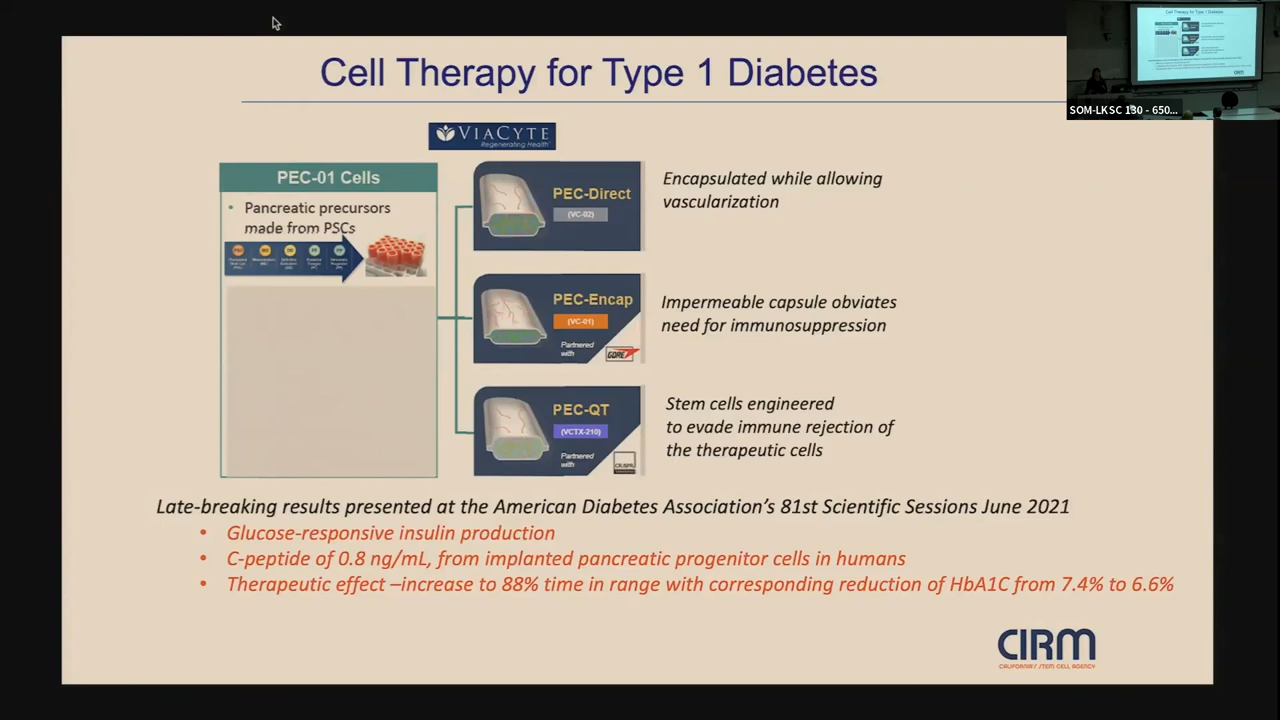 Cell Therapy for Type 1 Diabetes
SOM-LKSC 130 - 650...
VIACYTE
Regenerating Health
PEC-01 Cells
• Pancreatic precursors
made from PSCs
PEC-Direct
(VC-02)
Encapsulated while allowing
vascularization
PEC-Encap
(VC-01)
Partnered
with
GORE
Impermeable capsule obviates
need for immunosuppression
PEC-QT
(VCTX-210)
Partnered
with
CRISPR
Stem cells engineered
to evade immune rejection of
the therapeutic cells
Late-breaking results presented at the American Diabetes Association's 81st Scientific Sessions June 2021
• Glucose-responsive insulin production
• C-peptide of 0.8 ng/mL, from implanted pancreatic progenitor cells in humans
• Therapeutic effect –increase to 88% time in range with corresponding reduction of HbA1C from 7.4% to 6.6%
CIRM
CALIFORNIA'S STEM CELL AGENCY